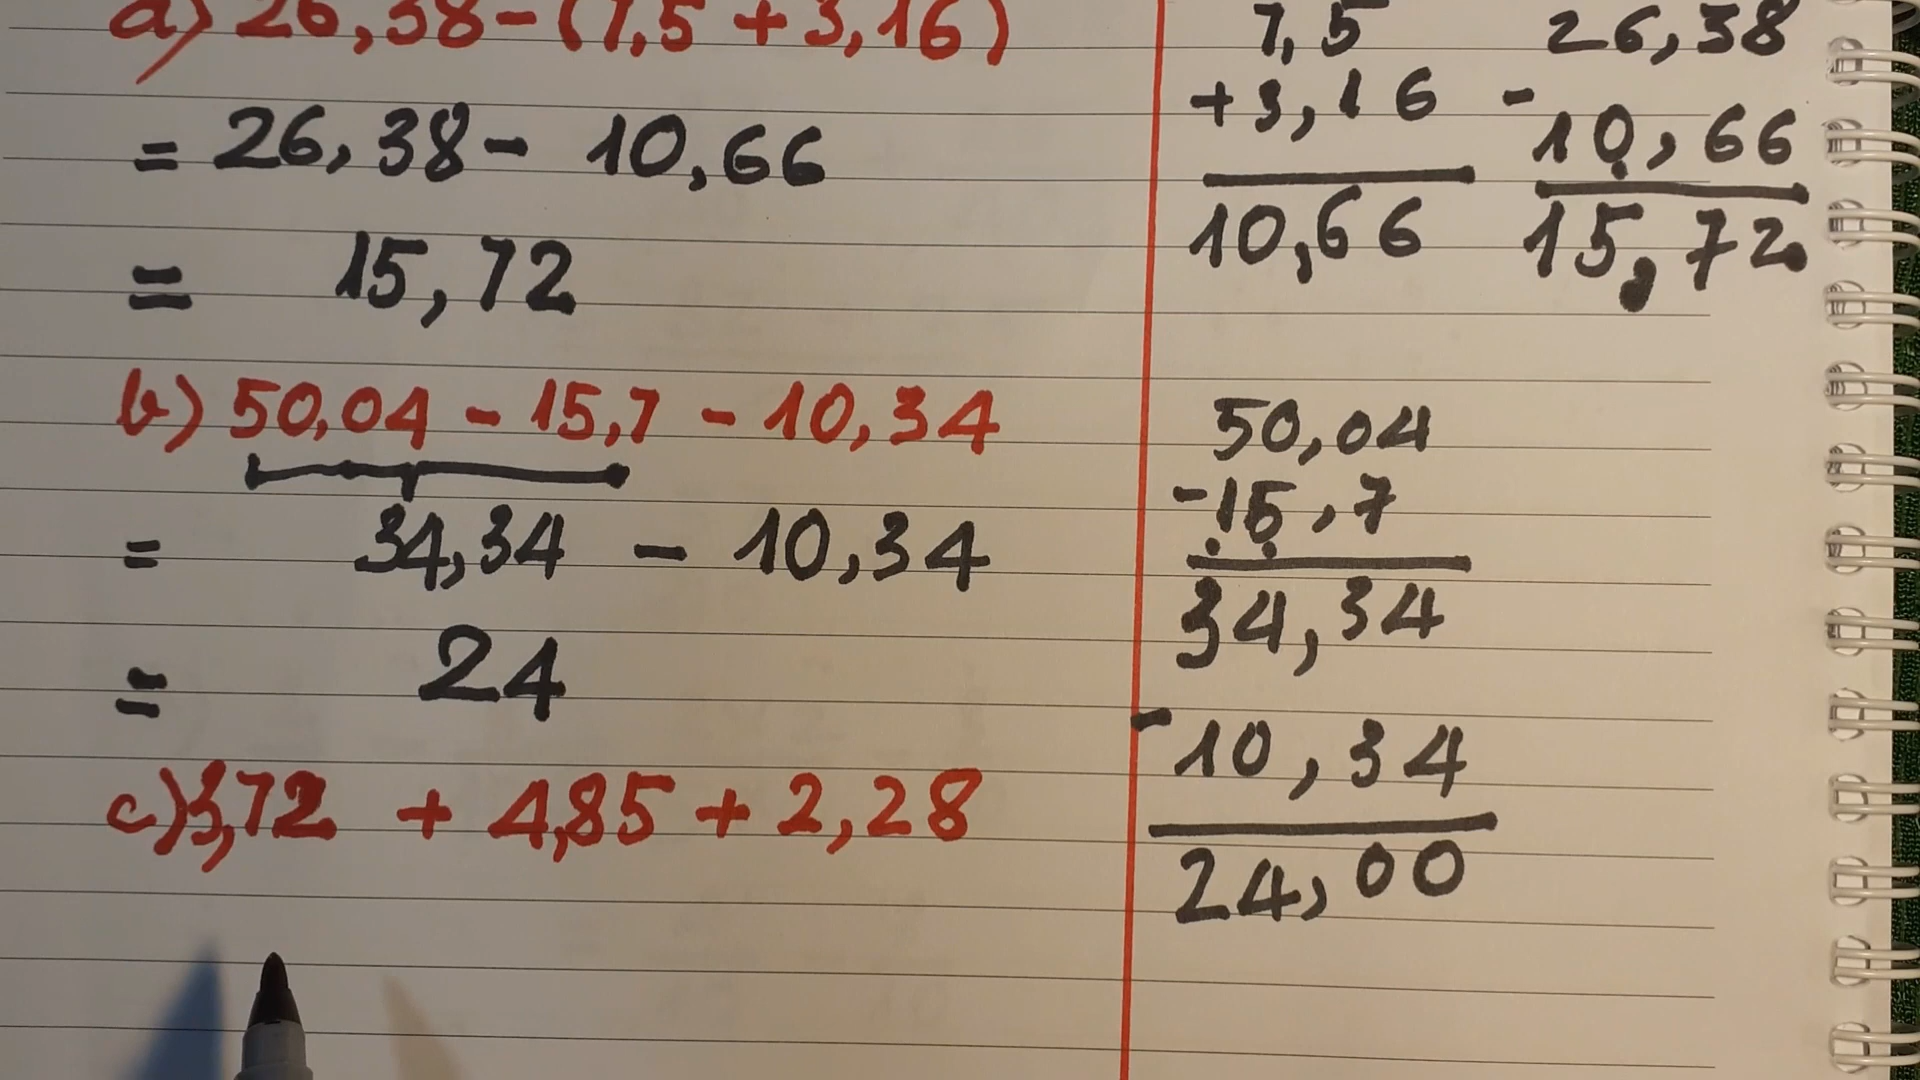 a) 26,38 - (7,5 + 3,16)
= 26,38 - 10,66
= 15,72
b) 50,04 - 15,7 - 10,34
= 34,34 - 10,34
= 24
c) 3,72 + 4,85 + 2,28
7,5
+3,16
10,66
26,38
- 10,66
15,72
50,04
-15,7
34,34
- 10,34
24,00